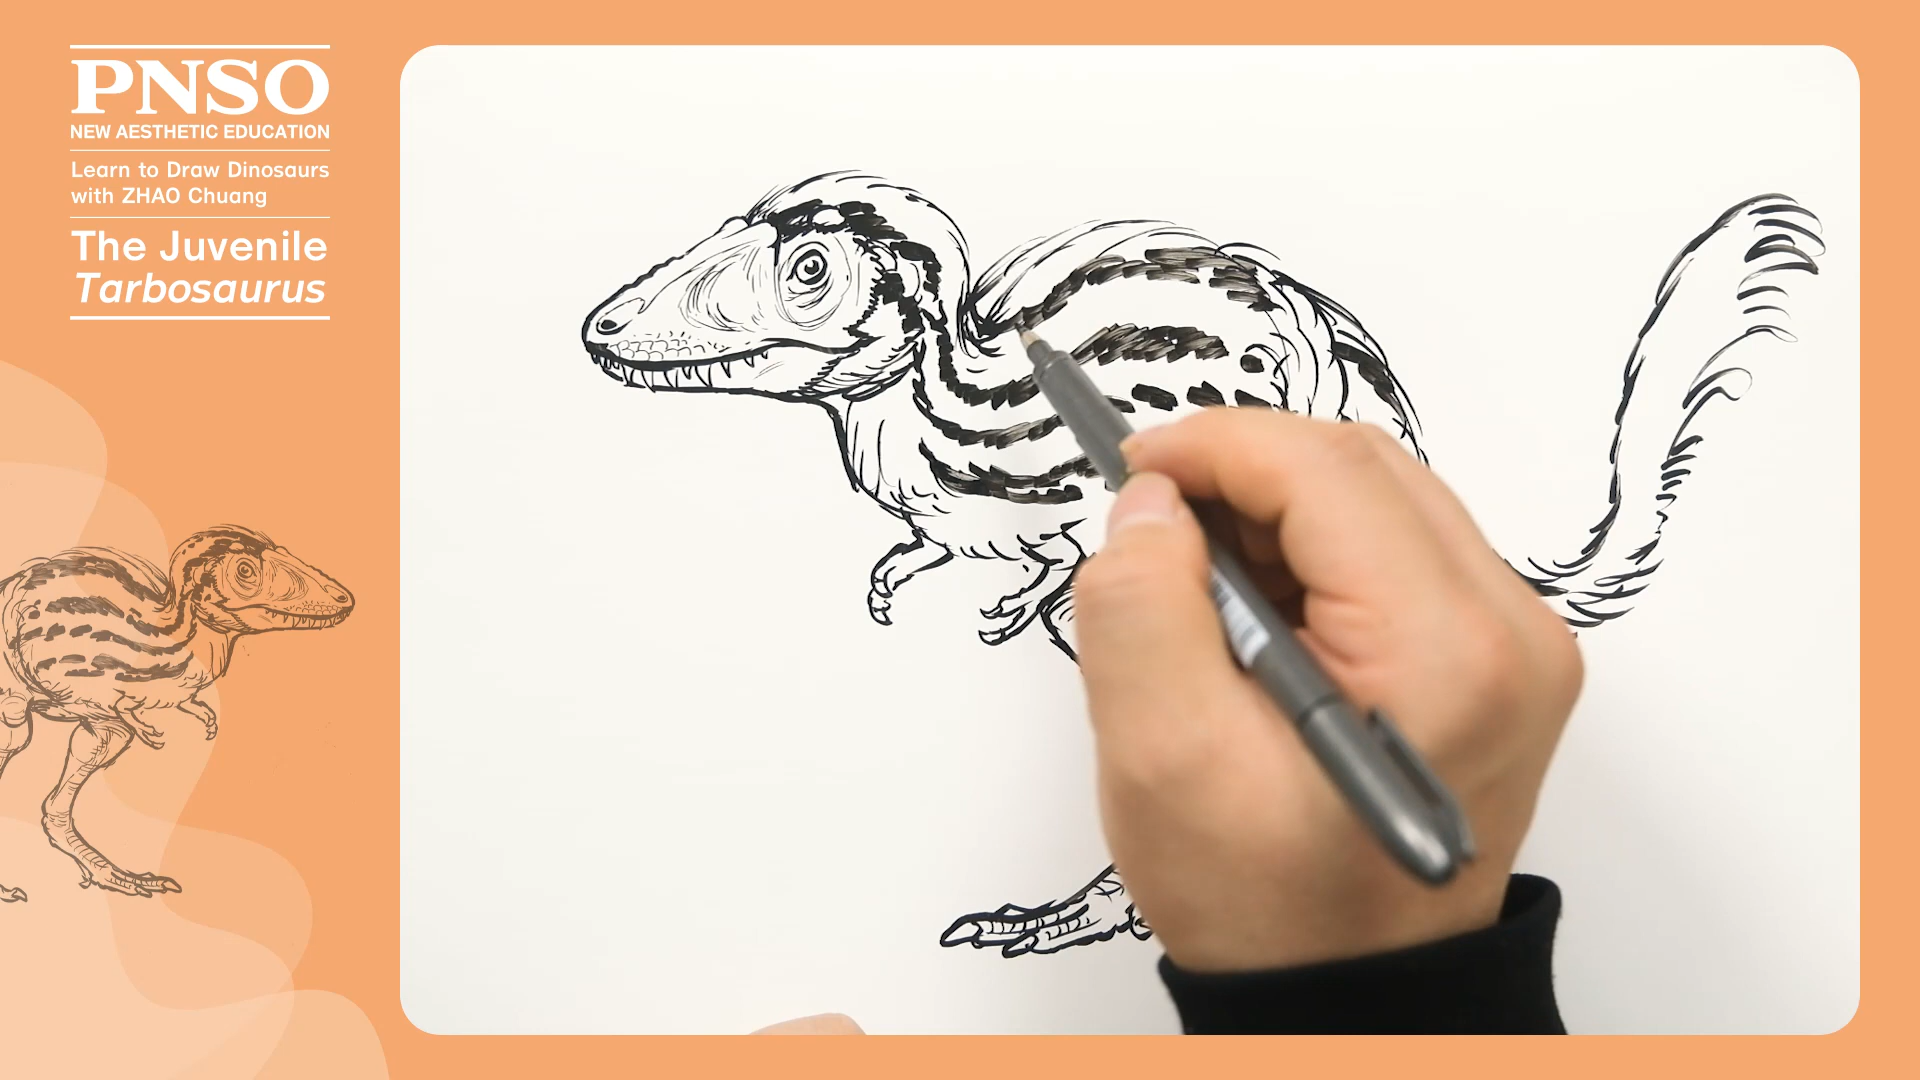 PNSO
NEW AESTHETIC EDUCATION
Learn to Draw Dinosaurs
with ZHAO Chuang
The Juvenile
Tarbosaurus